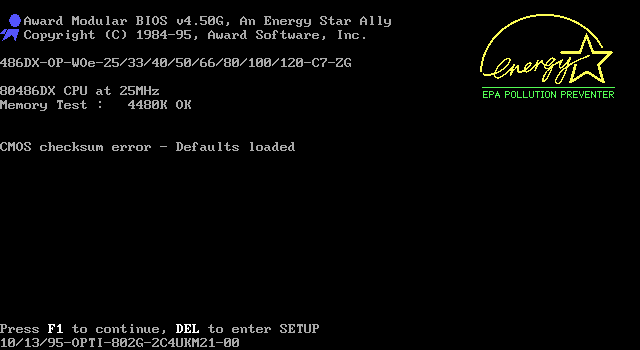 Award Modular BIOS v4.50G, An Energy Star Ally
Copyright (C) 1984-95, Award Software, Inc.
energy
EPA POLLUTION PREVENTER
486DX-OP-WOe-25/33/40/50/66/80/100/120-C7-ZG
80486DX CPU at 25MHz
Memory Test :   4480K OK
CMOS checksum error - Defaults loaded
Press F1 to continue, DEL to enter SETUP
10/13/95-OPTI-802G-2C4UKM21-00